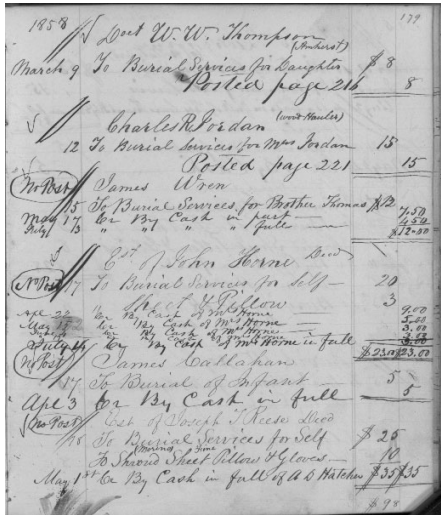 179
1858 Doct W. W. Thompson
(Amherst)
March 9 To Burial Services for Daughter $8
Posted page 216 8
Charles R Jordan (wood Hauler)
12 To Burial Services for Mrs Jordan 15
Posted page 221 15
No Post James Wren
15 To Burial Services for Brother Thomas $12
May 17 Cr By Cash in part — 7.50
July 13 " " " " full — 4.50
$12.00
Est of John Horne Decd
No Post 17 To Burial Services for Self — 20
Sheet & Pillow 3
Apr 22 Cr By Cash of Mrs Horne — 9.00
May Cr By Cash of Mrs Horne — 5.00
Cr By Cash of Mrs Horne — 3.00
Cr By Cash of Mrs Horne in full
$23.00 $23.00
No Post James Callahan
17 To Burial of Infant — 5
Apl 3 Cr By Cash in full 5
No Post Est of Joseph T Reese Decd
To Burial Services for Self $25
To Shroud Sheet Pillow & Gloves — 10
May 1st Cr By Cash in full of A D Hatcher $35 $35
$98